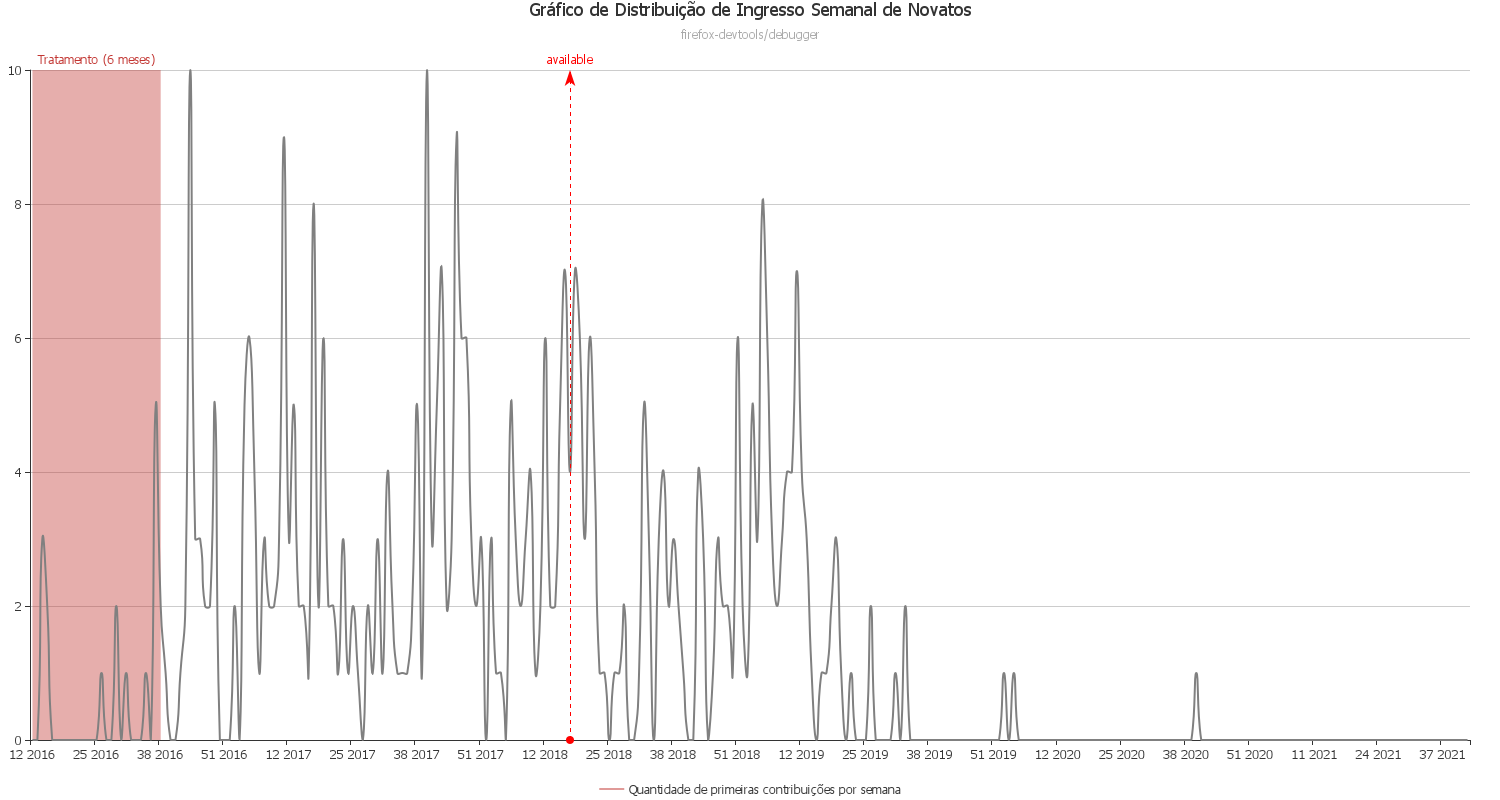 Gráfico de Distribuição de Ingresso Semanal de Novatos
firefox-devtools/debugger
Tratamento (6 meses)
available
10
8
6
4
2
0
12 2016 25 2016 38 2016 51 2016 12 2017 25 2017 38 2017 51 2017 12 2018 25 2018 38 2018 51 2018 12 2019 25 2019 38 2019 51 2019 12 2020 25 2020 38 2020 51 2020 11 2021 24 2021 37 2021
Quantidade de primeiras contribuições por semana